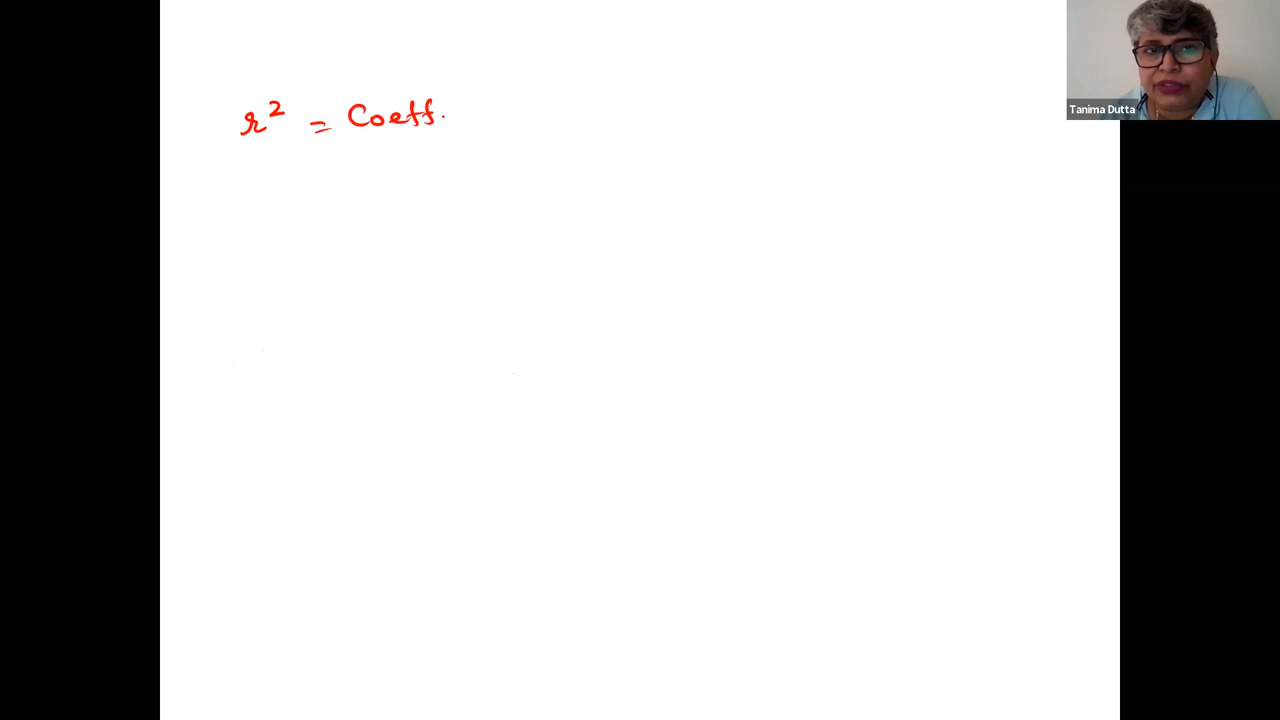 r² = Coeff.
Tanima Dutta